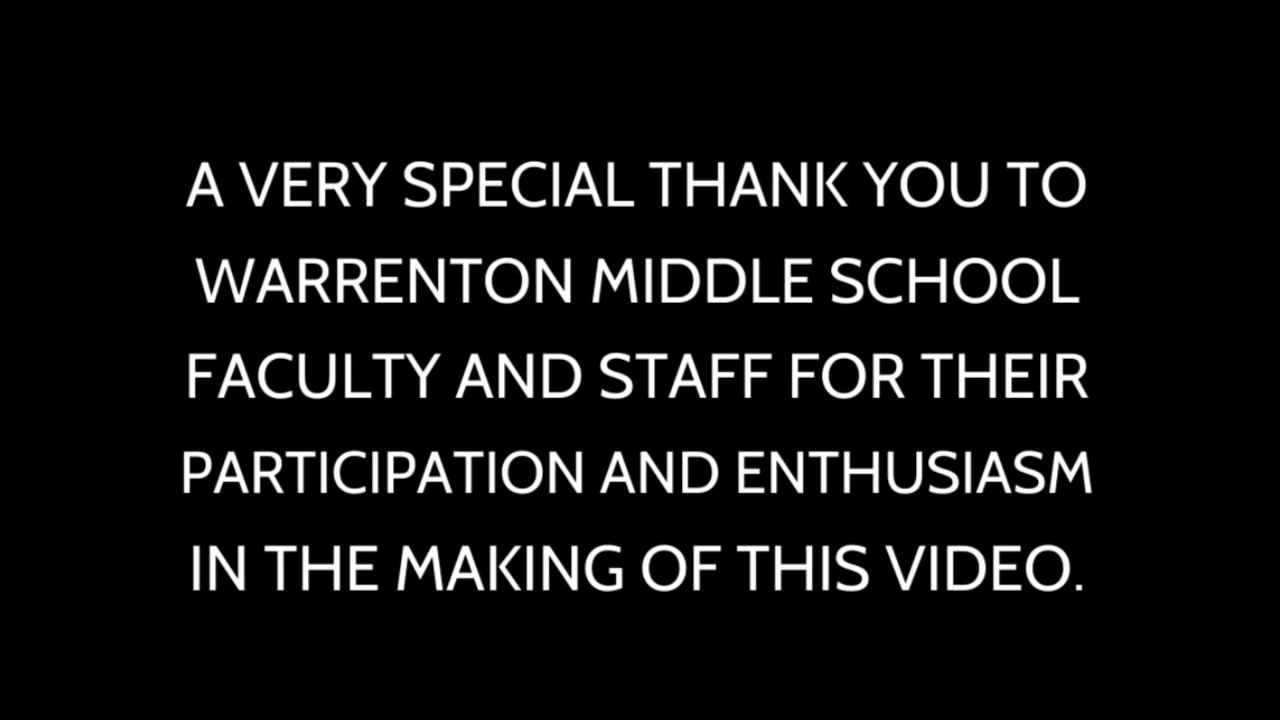 A VERY SPECIAL THANK YOU TO
WARRENTON MIDDLE SCHOOL
FACULTY AND STAFF FOR THEIR
PARTICIPATION AND ENTHUSIASM
IN THE MAKING OF THIS VIDEO.